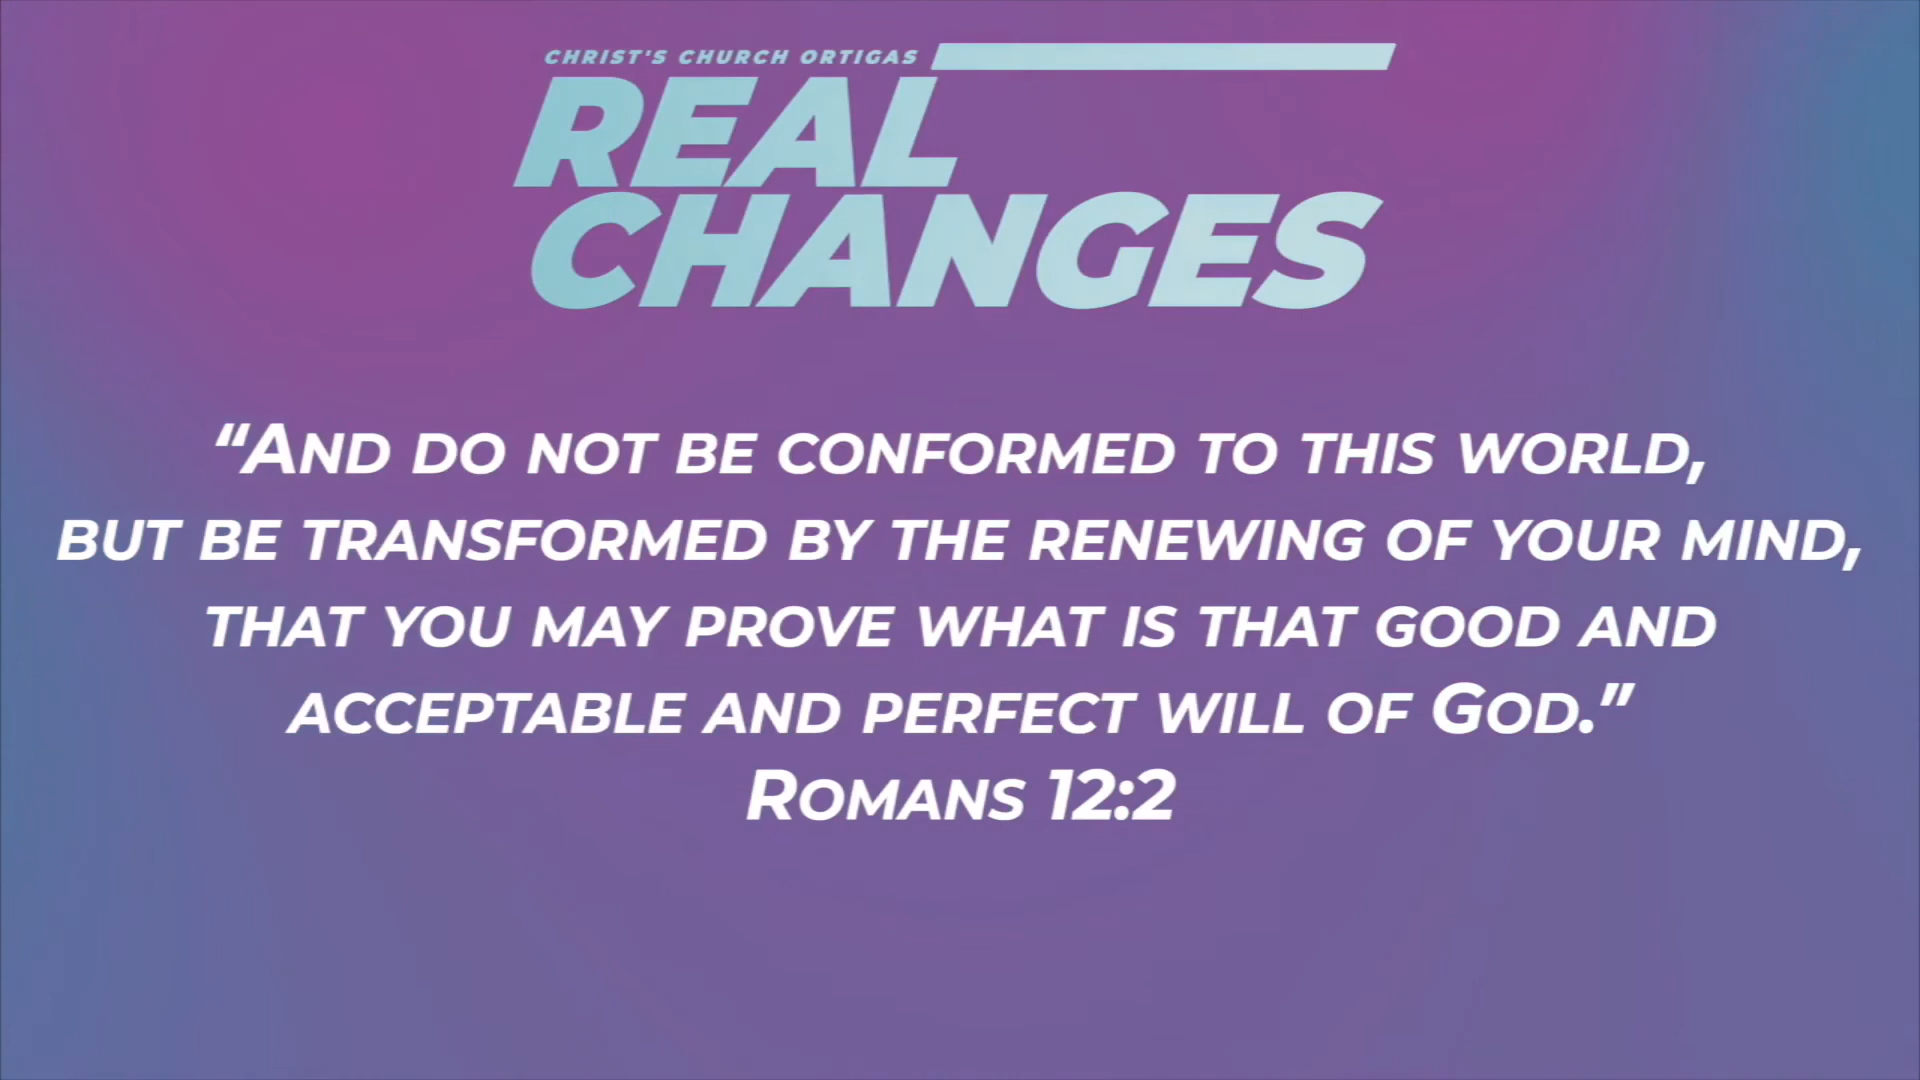 CHRIST'S CHURCH ORTIGAS
REAL
CHANGES
“And do not be conformed to this world,
but be transformed by the renewing of your mind,
that you may prove what is that good and
acceptable and perfect will of God.”
Romans 12:2